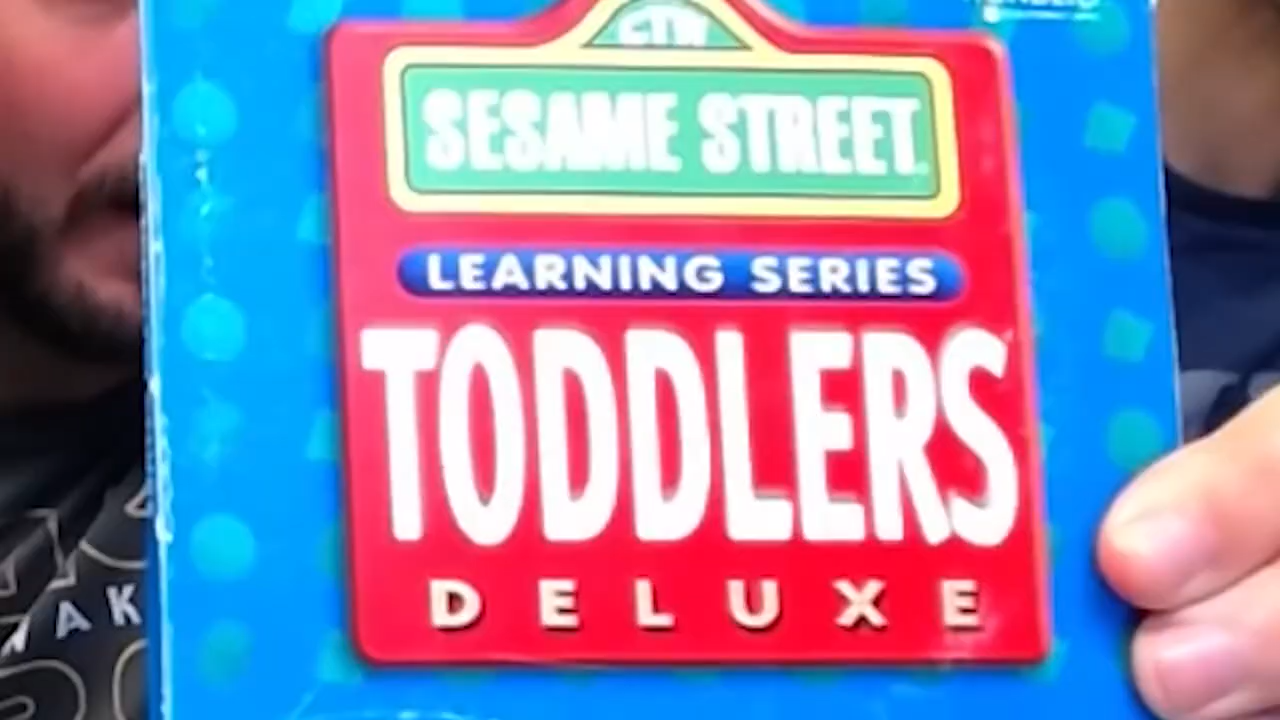 CTW
SESAME STREET
LEARNING SERIES
TODDLERS
DELUXE